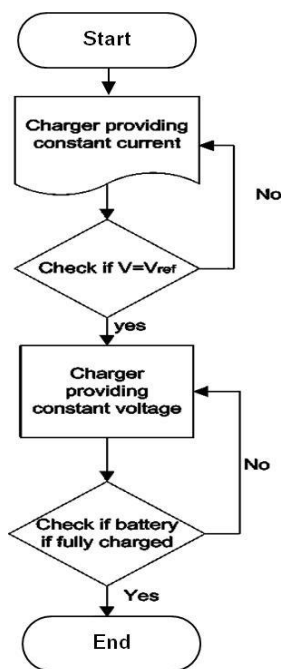 Start
Charger providing
constant current
No
Check if V=Vref
yes
Charger
providing
constant voltage
No
Check if battery
if fully charged
Yes
End